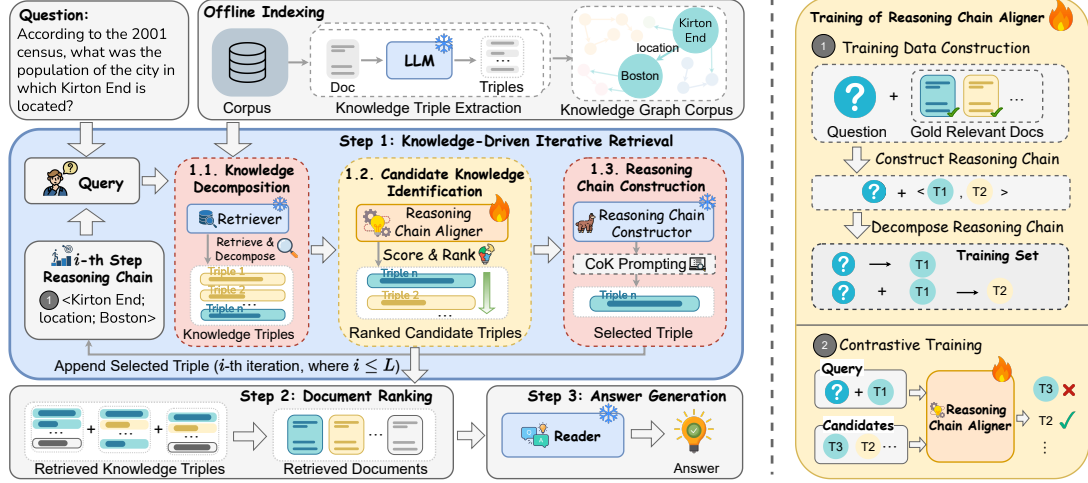 Question:
According to the 2001
census, what was the
population of the city in
which Kirton End is
located?
Offline Indexing
Corpus
Doc
LLM
Triples
Knowledge Triple Extraction
Kirton
End
location
Boston
Knowledge Graph Corpus
Step 1: Knowledge-Driven Iterative Retrieval
Query
i-th Step
Reasoning Chain
1 <Kirton End;
location; Boston>
1.1. Knowledge
Decomposition
Retriever
Retrieve &
Decompose
Triple 1
Triple 2
...
Triple n
Knowledge Triples
1.2. Candidate Knowledge
Identification
Reasoning
Chain Aligner
Score & Rank
Triple n
Triple 2
...
Ranked Candidate Triples
1.3. Reasoning
Chain Construction
Reasoning Chain
Constructor
CoK Prompting
Triple n
Selected Triple
Append Selected Triple (i-th iteration, where i ≤ L)
Step 2: Document Ranking
... + ... + ...
Retrieved Knowledge Triples
...
Retrieved Documents
Step 3: Answer Generation
Q
A
Reader
Answer
Training of Reasoning Chain Aligner
1 Training Data Construction
? + ...
Question
Gold Relevant Docs
Construct Reasoning Chain
? + < T1 , T2 >
Decompose Reasoning Chain
? → T1
Training Set
? + T1 → T2
2 Contrastive Training
Query
? + T1
Candidates
T3 T2 ...
Reasoning
Chain Aligner
T3 ✗
T2 ✓
⋮